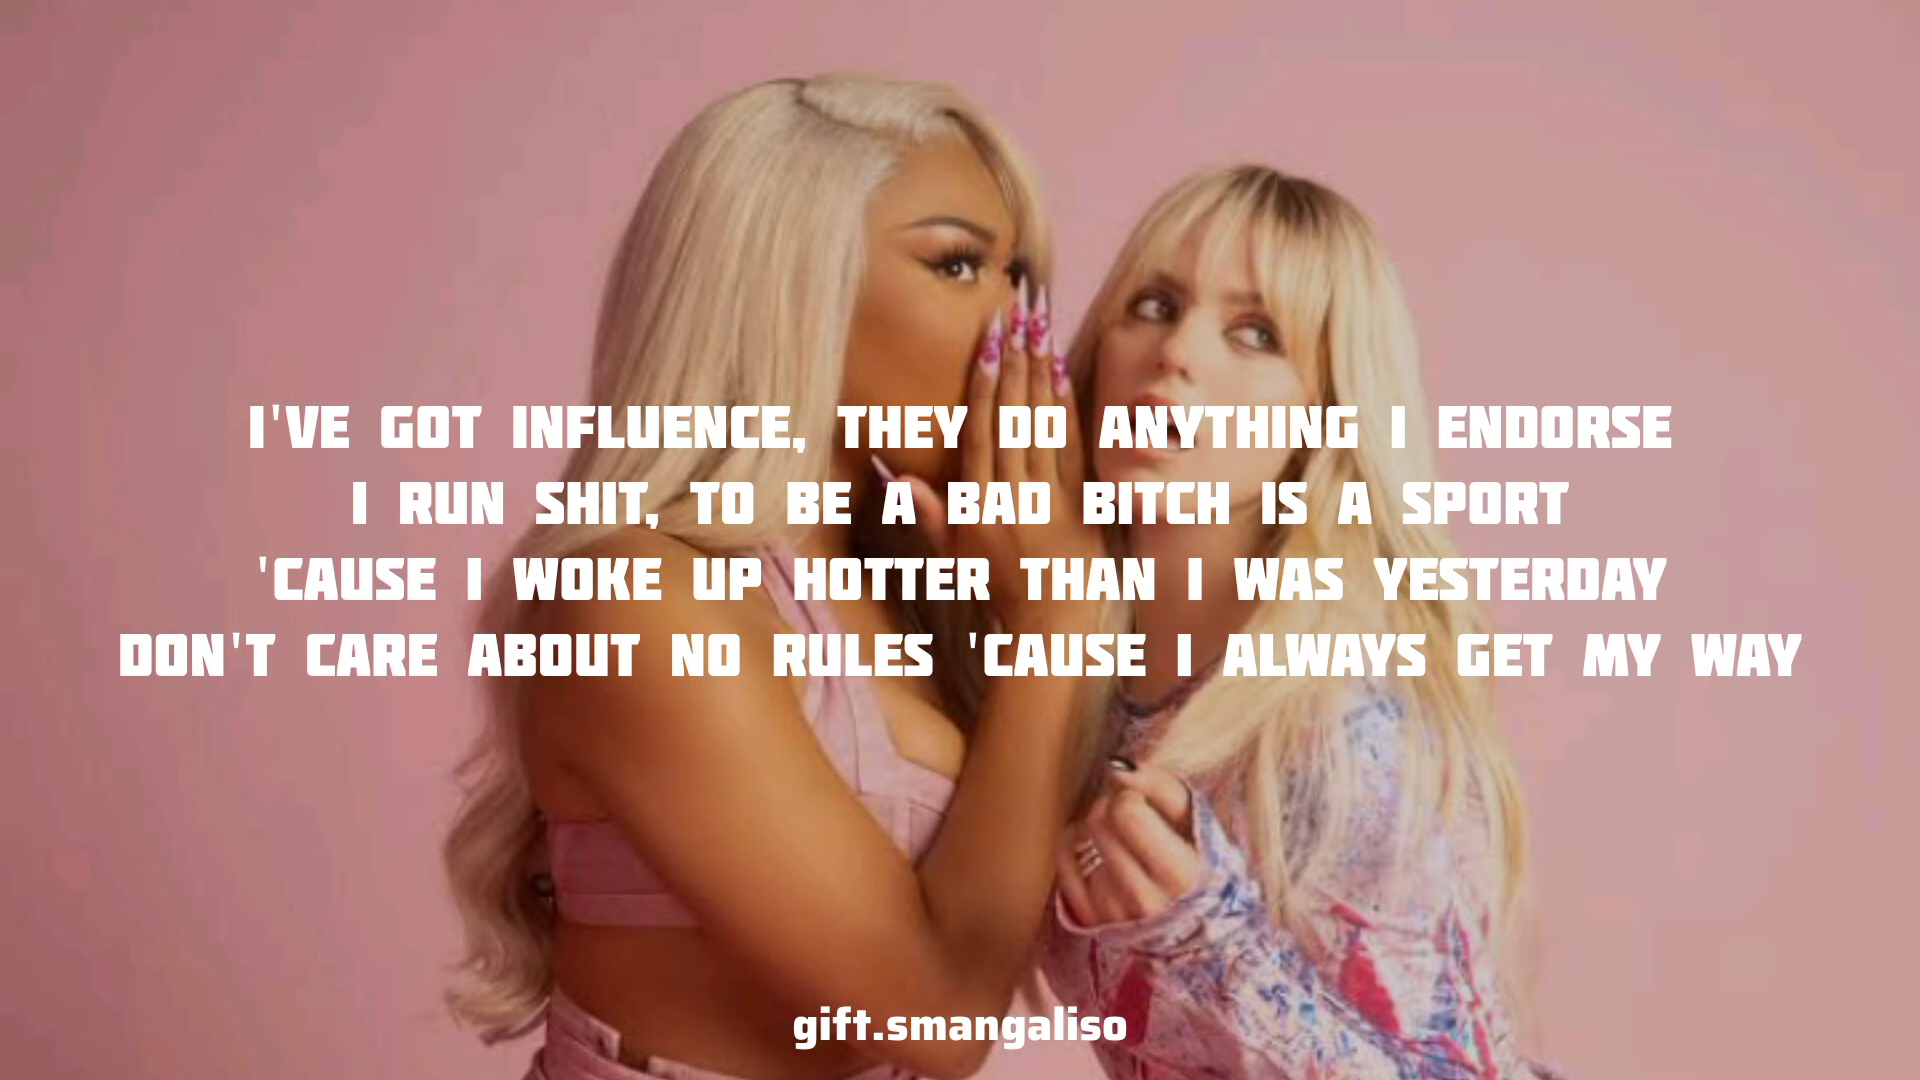 I'VE GOT INFLUENCE, THEY DO ANYTHING I ENDORSE
I RUN SHIT, TO BE A BAD BITCH IS A SPORT
'CAUSE I WOKE UP HOTTER THAN I WAS YESTERDAY
DON'T CARE ABOUT NO RULES 'CAUSE I ALWAYS GET MY WAY
gift.smangaliso